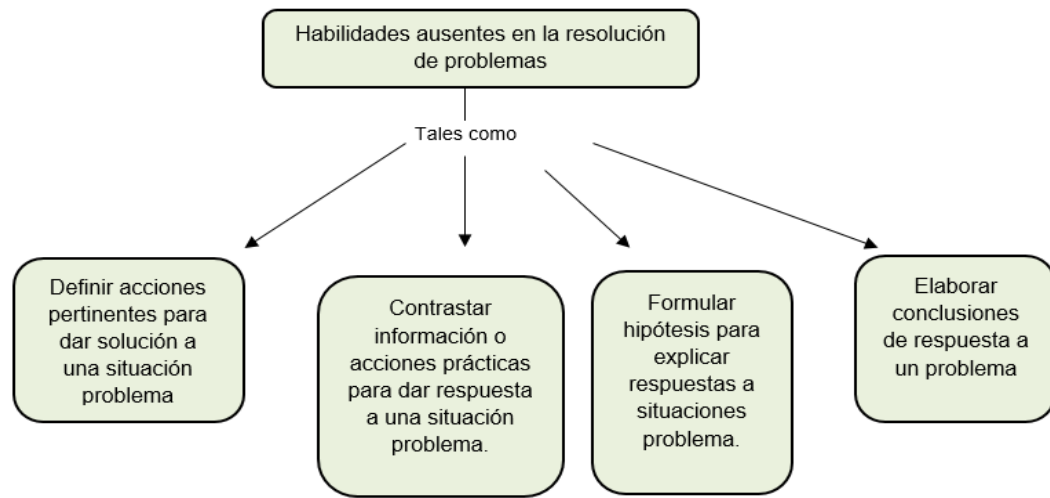 Habilidades ausentes en la resolución
de problemas
Tales como
Definir acciones
pertinentes para
dar solución a
una situación
problema
Contrastar
información o
acciones prácticas
para dar respuesta
a una situación
problema.
Formular
hipótesis para
explicar
respuestas a
situaciones
problema.
Elaborar
conclusiones
de respuesta a
un problema